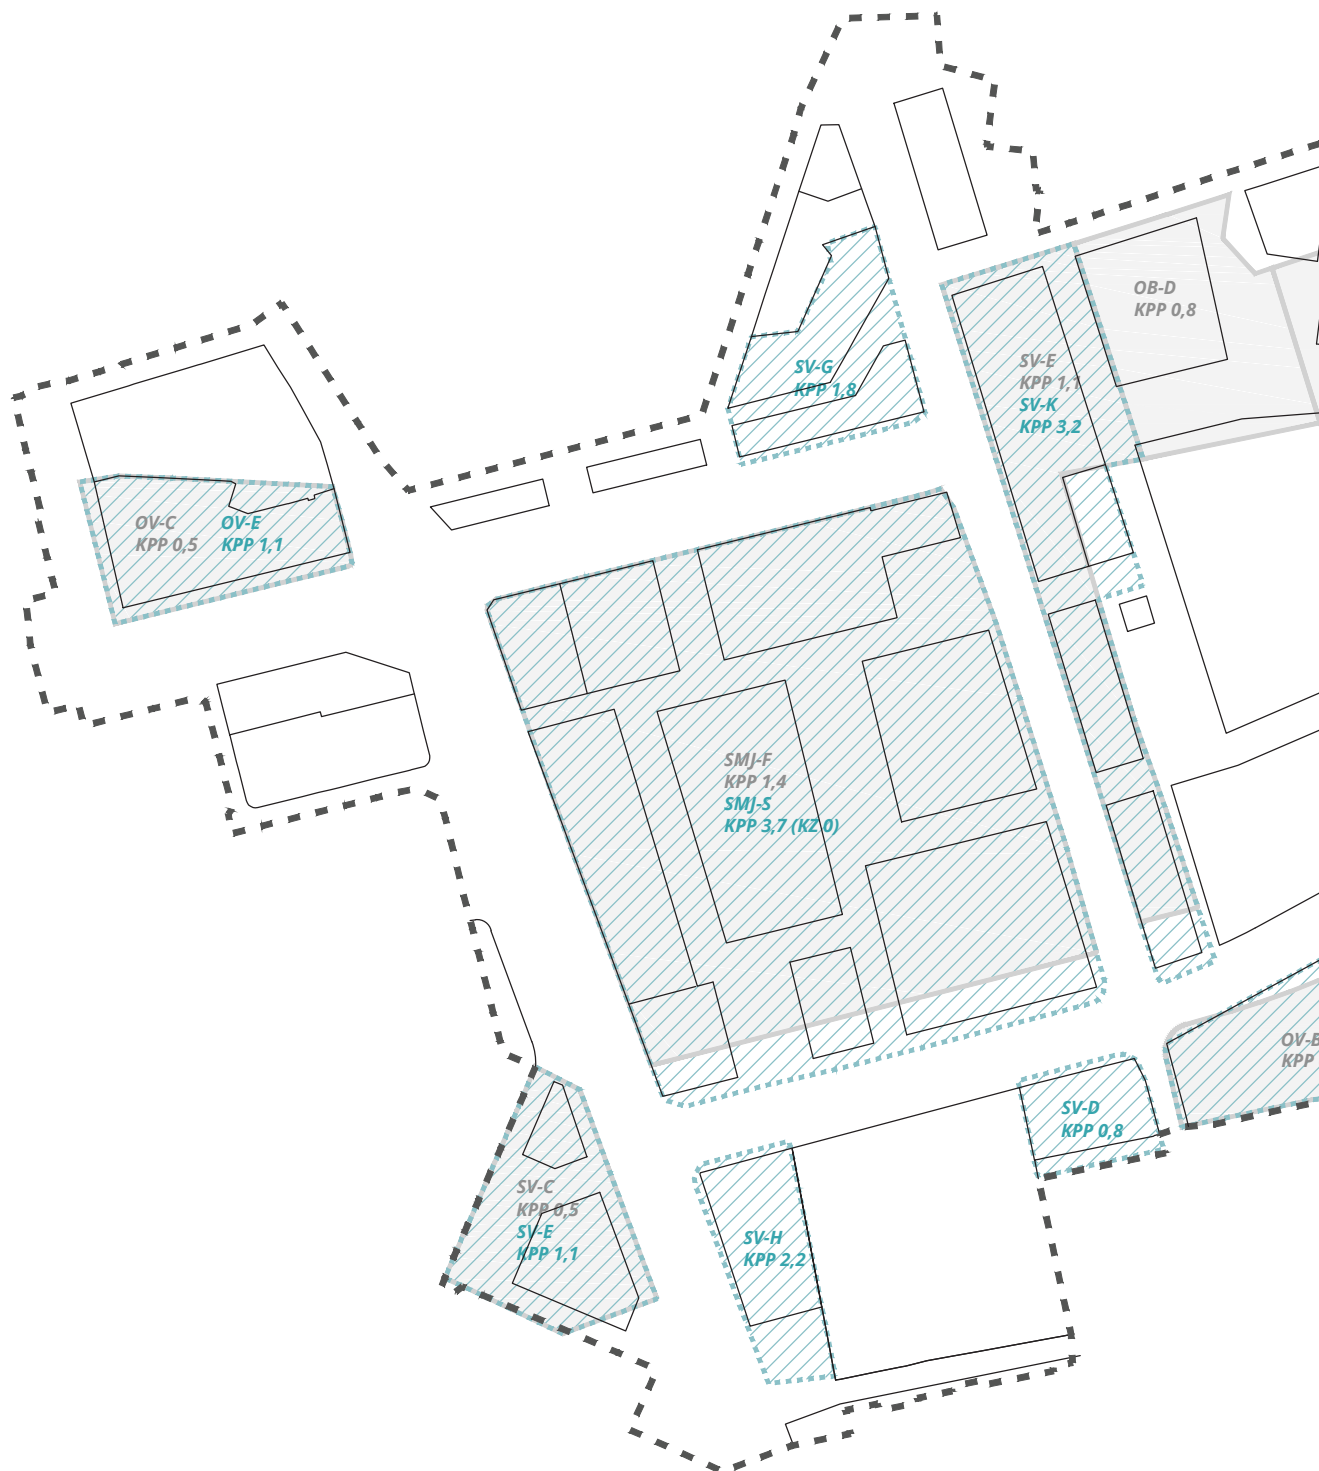 OB-D
KPP 0,8
SV-G
KPP 1,8
SV-E
KPP 1,1
SV-K
KPP 3,2
OV-C
KPP 0,5
OV-E
KPP 1,1
SMJ-F
KPP 1,4
SMJ-S
KPP 3,7 (KZ 0)
OV-B
KPP
SV-D
KPP 0,8
SV-C
KPP 0,5
SV-E
KPP 1,1
SV-H
KPP 2,2